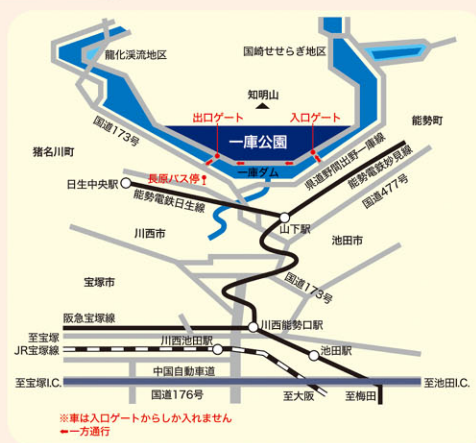 龍化渓流地区
国崎せせらぎ地区
知明山
出口ゲート
入口ゲート
能勢町
国道173号
一庫公園
猪名川町
長原バス停
一庫ダム
県道野間出野一庫線
能勢電鉄妙見線
日生中央駅
能勢電鉄日生線
国道477号
山下駅
川西市
池田市
宝塚市
国道173号
阪急宝塚線
川西能勢口駅
至宝塚
川西池田駅
JR宝塚線
池田駅
中国自動車道
至宝塚I.C.
至池田I.C.
国道176号
至大阪
至梅田
※車は入口ゲートからしか入れません
一方通行